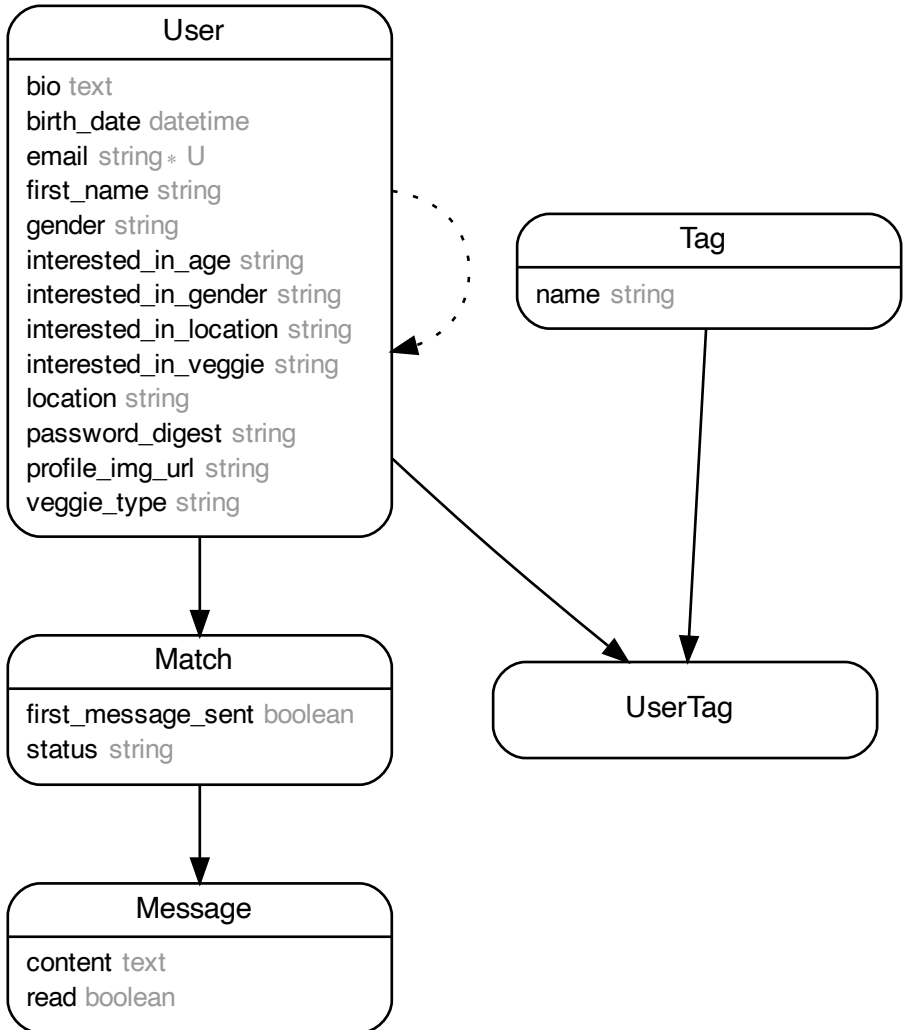 User
bio text
birth_date datetime
email string∗ U
first_name string
gender string
interested_in_age string
interested_in_gender string
interested_in_location string
interested_in_veggie string
location string
password_digest string
profile_img_url string
veggie_type string
Tag
name string
Match
first_message_sent boolean
status string
UserTag
Message
content text
read boolean